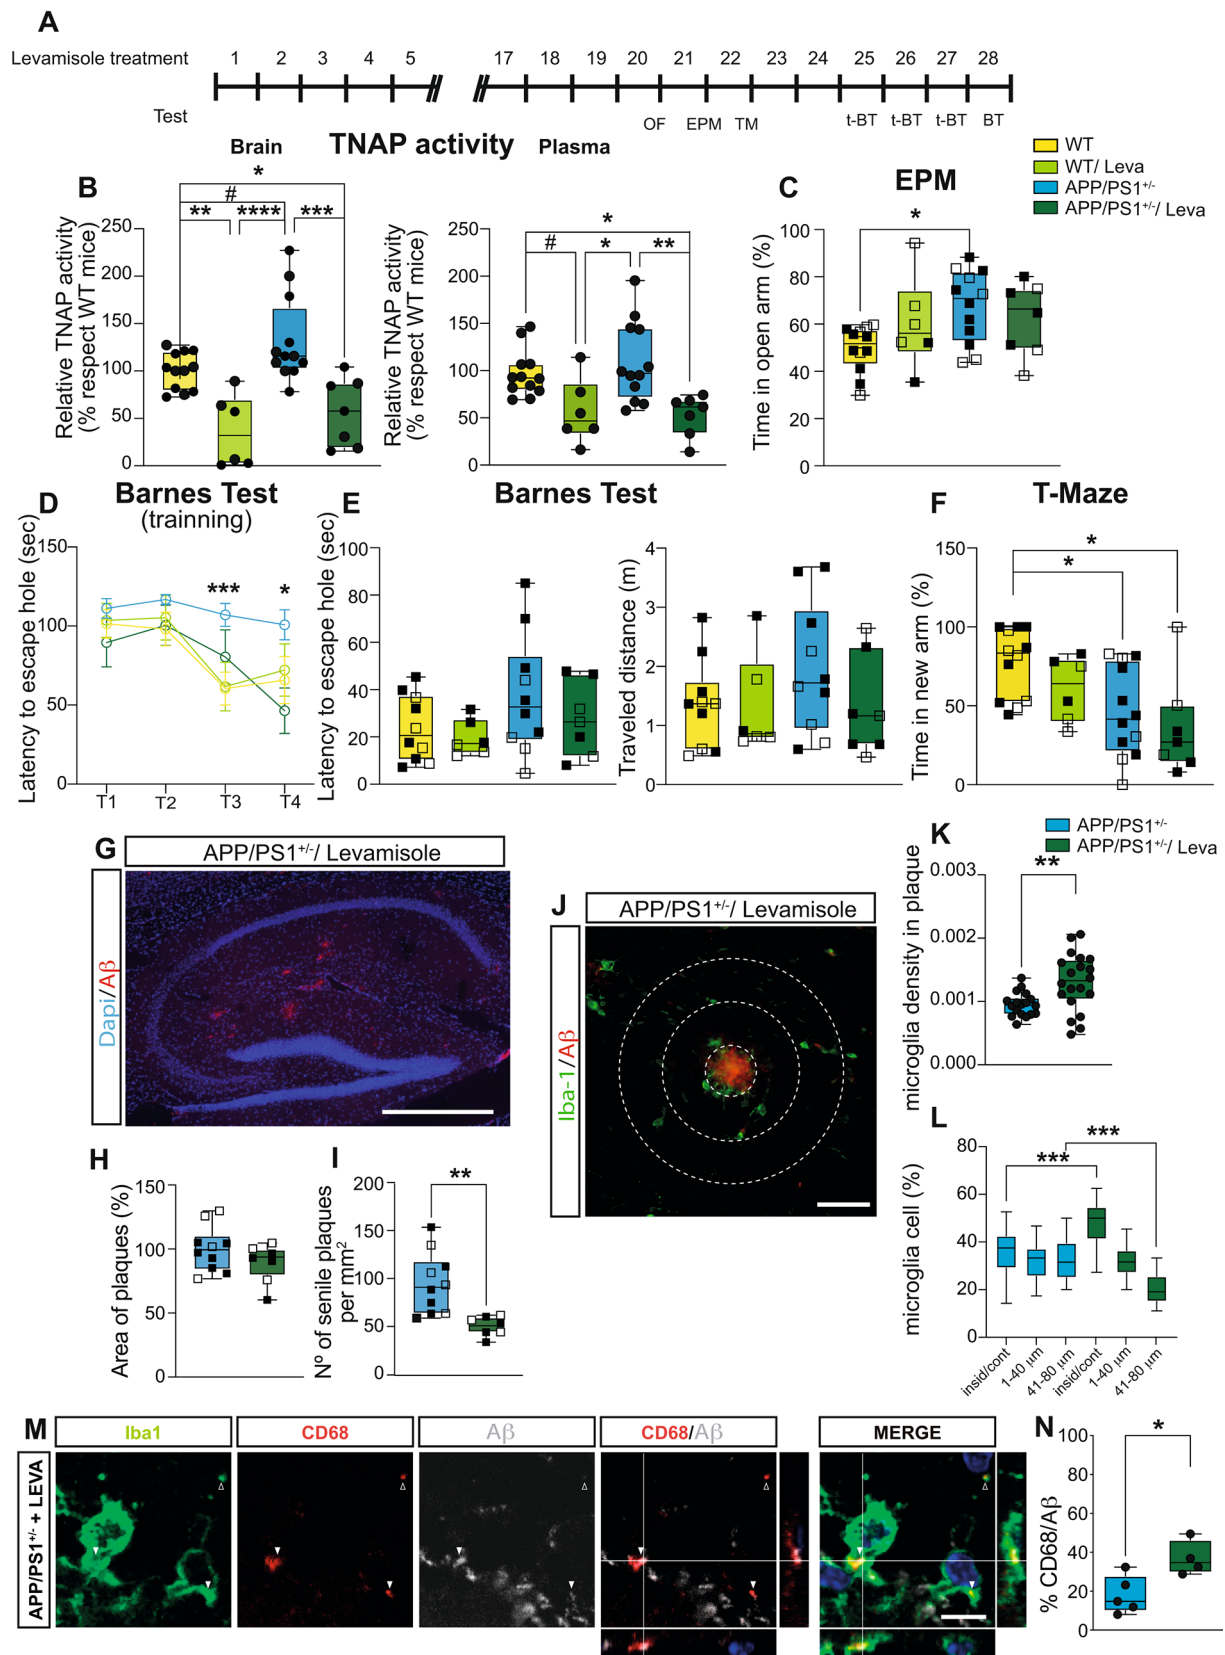 A
Levamisole treatment 1 2 3 4 5 17 18 19 20 21 22 23 24 25 26 27 28
Test OF EPM TM t-BT t-BT t-BT BT
TNAP activity
Brain Plasma
WT
WT/ Leva
APP/PS1+/-
APP/PS1+/-/ Leva
B
* # ** **** ***
Relative TNAP activity
(% respect WT mice)
250
200
150
100
50
0
* # * **
Relative TNAP activity
(% respect WT mice)
250
200
150
100
50
0
C EPM
*
Time in open arm (%)
100
80
60
40
20
0
D Barnes Test
(trainning)
Latency to escape hole (sec)
*** *
150
100
50
0
T1 T2 T3 T4
E Barnes Test
Latency to escape hole (sec)
100
80
60
40
20
0
Traveled distance (m)
4
3
2
1
0
F T-Maze
* *
Time in new arm (%)
150
100
50
0
G APP/PS1+/-/ Levamisole
Dapi/Aβ
H
Area of plaques (%)
150
100
50
0
I
**
Nº of senile plaques
per mm2
200
150
100
50
0
J APP/PS1+/-/ Levamisole
Iba-1/Aβ
K APP/PS1+/-
APP/PS1+/-/ Leva
**
microglia density in plaque
0.003
0.002
0.001
0.000
L
*** ***
microglia cell (%)
80
60
40
20
0
insid/cont 1-40 μm 41-80 μm insid/cont 1-40 μm 41-80 μm
M Iba1 CD68 Aβ CD68/Aβ MERGE
APP/PS1+/- + LEVA
N
*
% CD68/Aβ
100
80
60
40
20
0